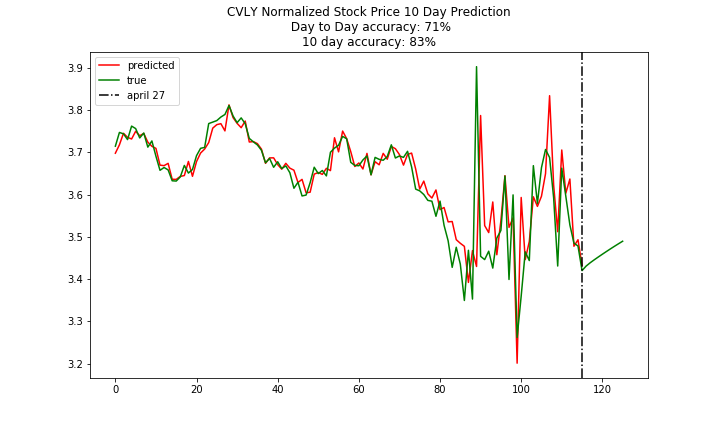 CVLY Normalized Stock Price 10 Day Prediction
Day to Day accuracy: 71%
10 day accuracy: 83%
predicted
true
april 27
3.9
3.8
3.7
3.6
3.5
3.4
3.3
3.2
0 20 40 60 80 100 120